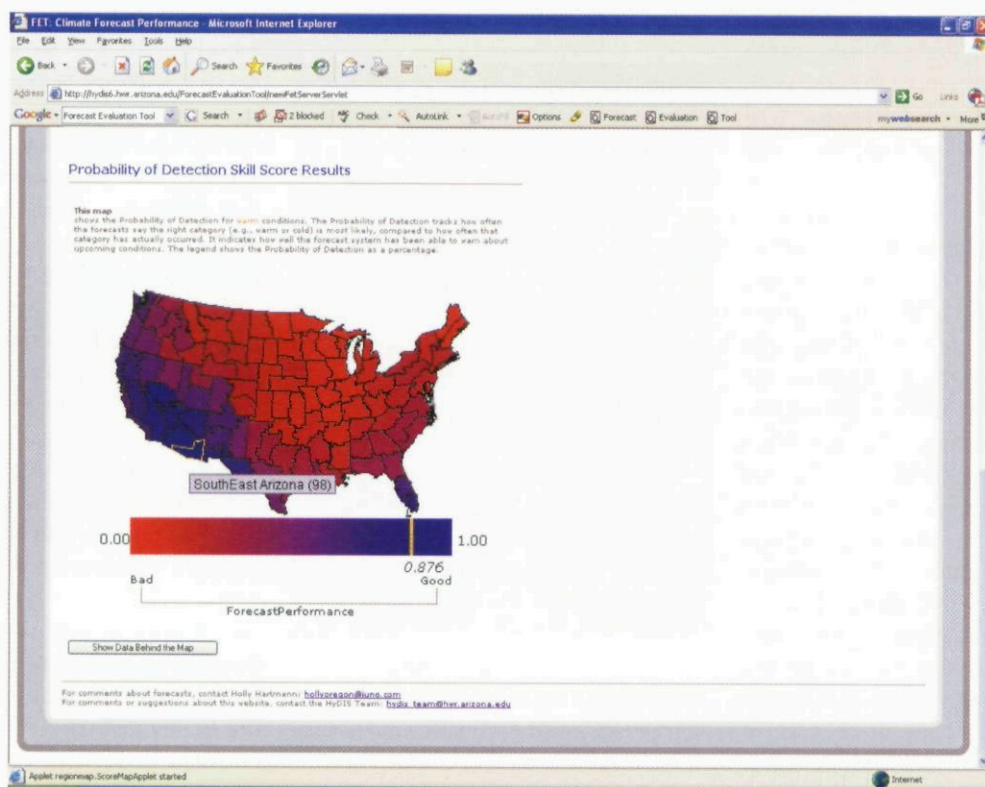 FET: Climate Forecast Performance - Microsoft Internet Explorer
File Edit View Favorites Tools Help
Back Search Favorites
Address http://hydis6.hwr.arizona.edu/ForecastEvaluationTool/newFetServerServlet Go Links
Google Forecast Evaluation Tool Search 2 blocked Check AutoLink Options Forecast Evaluation Tool mywebsearch More
Probability of Detection Skill Score Results
This map
shows the Probability of Detection for warm conditions. The Probability of Detection tracks how often
the forecasts say the right category (e.g., warm or cold) is most likely, compared to how often that
category has actually occurred. It indicates how well the forecast system has been able to warn about
upcoming conditions. The legend shows the Probability of Detection as a percentage.
SouthEast Arizona (98)
0.00 1.00
0.876
Bad Good
ForecastPerformance
Show Data Behind the Map
For comments about forecasts, contact Holly Hartmann: hollyoregon@juno.com
For comments or suggestions about this website, contact the HyDIS Team: hydis_team@hwr.arizona.edu
Applet regionmap.ScoreMapApplet started Internet